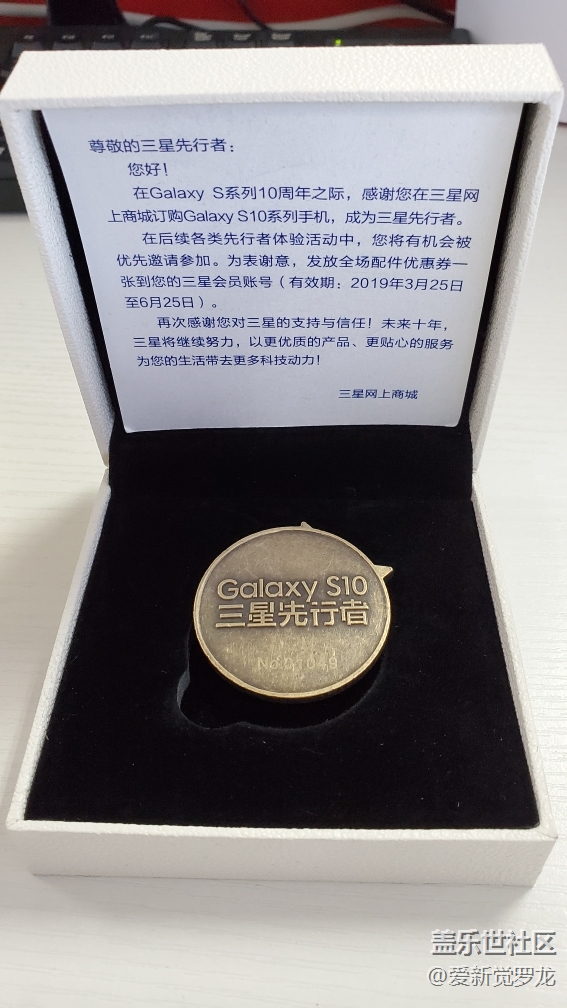 尊敬的三星先行者：
您好！
在Galaxy S系列10周年之际，感谢您在三星网
上商城订购Galaxy S10系列手机，成为三星先行者。
在后续各类先行者体验活动中，您将有机会被
优先邀请参加。为表谢意，发放全场配件优惠券一
张到您的三星会员账号（有效期：2019年3月25日
至6月25日）。
再次感谢您对三星的支持与信任！未来十年，
三星将继续努力，以更优质的产品、更贴心的服务
为您的生活带去更多科技动力！
三星网上商城
Galaxy S10
三星先行者
No.01049
盖乐世社区
@爱新觉罗龙